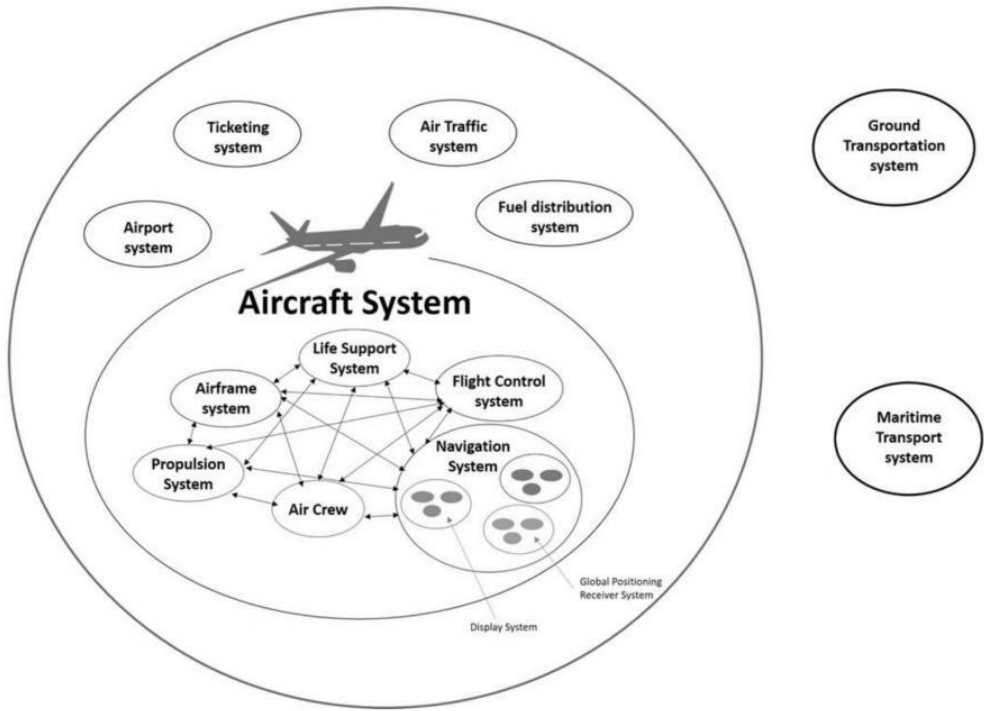 Ticketing
system
Air Traffic
system
Ground
Transportation
system
Airport
system
Fuel distribution
system
Aircraft System
Life Support
System
Airframe
system
Flight Control
system
Navigation
System
Propulsion
System
Air Crew
Maritime
Transport
system
Global Positioning
Receiver System
Display System